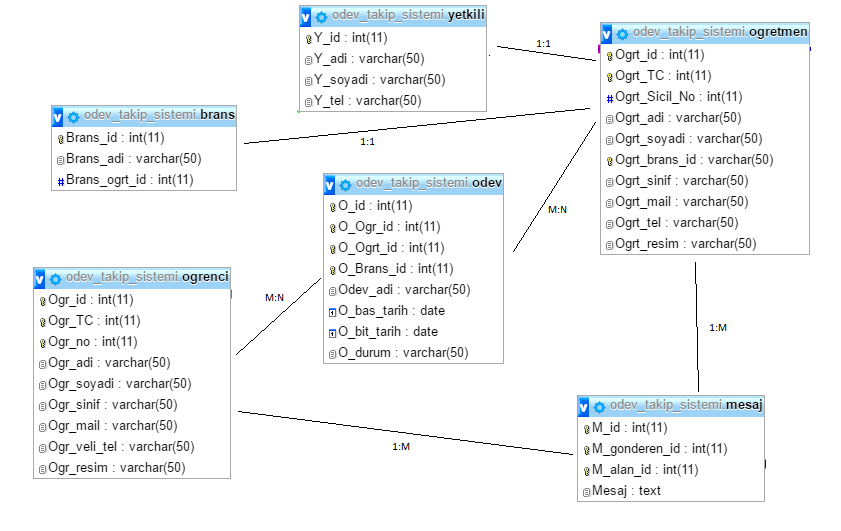 odev_takip_sistemi.yetkili
Y_id : int(11)
Y_adi : varchar(50)
Y_soyadi : varchar(50)
Y_tel : varchar(50)
1:1
odev_takip_sistemi.ogretmen
Ogrt_id : int(11)
Ogrt_TC : int(11)
Ogrt_Sicil_No : int(11)
Ogrt_adi : varchar(50)
Ogrt_soyadi : varchar(50)
Ogrt_brans_id : varchar(50)
Ogrt_sinif : varchar(50)
Ogrt_mail : varchar(50)
Ogrt_tel : varchar(50)
Ogrt_resim : varchar(50)
odev_takip_sistemi.brans
Brans_id : int(11)
Brans_adi : varchar(50)
Brans_ogrt_id : int(11)
1:1
odev_takip_sistemi.odev
O_id : int(11)
O_Ogr_id : int(11)
O_Ogrt_id : int(11)
O_Brans_id : int(11)
Odev_adi : varchar(50)
O_bas_tarih : date
O_bit_tarih : date
O_durum : varchar(50)
M:N
odev_takip_sistemi.ogrenci
Ogr_id : int(11)
Ogr_TC : int(11)
Ogr_no : int(11)
Ogr_adi : varchar(50)
Ogr_soyadi : varchar(50)
Ogr_sinif : varchar(50)
Ogr_mail : varchar(50)
Ogr_veli_tel : varchar(50)
Ogr_resim : varchar(50)
M:N
1:M
1:M
odev_takip_sistemi.mesaj
M_id : int(11)
M_gonderen_id : int(11)
M_alan_id : int(11)
Mesaj : text